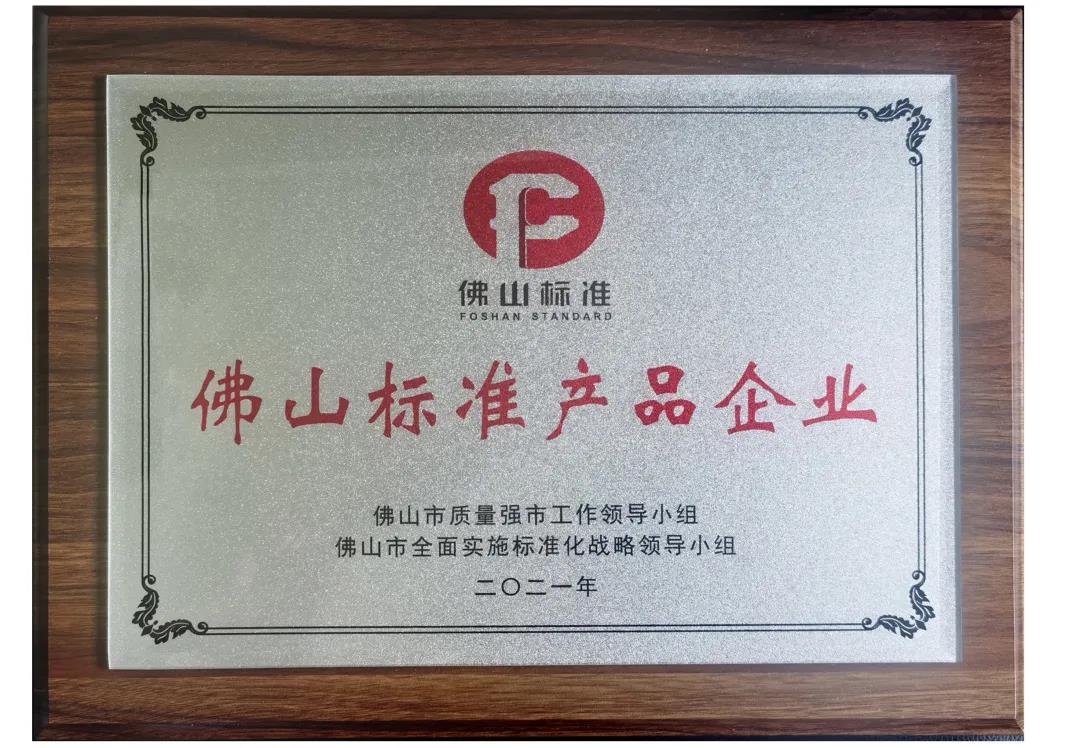 佛山标准
FOSHAN STANDARD
佛山标准产品企业
佛山市质量强市工作领导小组
佛山市全面实施标准化战略领导小组
二〇二一年